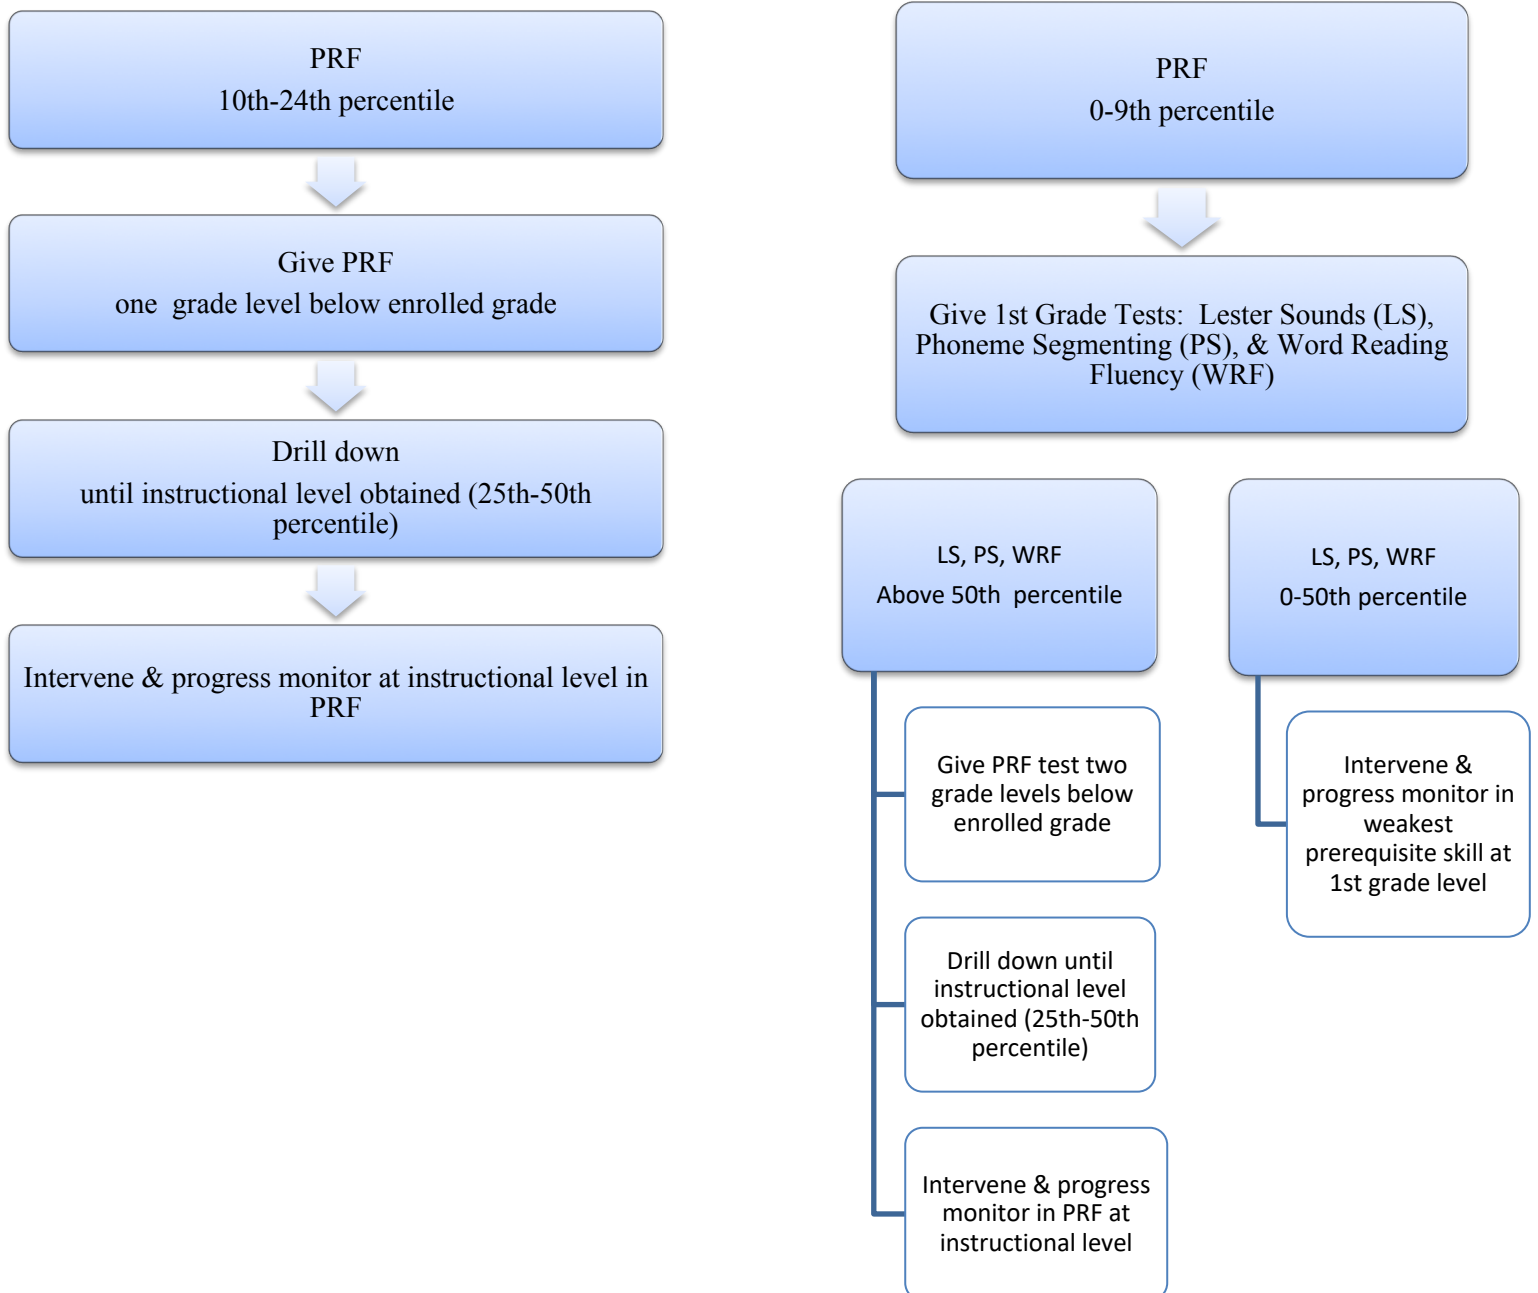 PRF
10th-24th percentile
Give PRF
one grade level below enrolled grade
Drill down
until instructional level obtained (25th-50th
percentile)
Intervene & progress monitor at instructional level in
PRF
PRF
0-9th percentile
Give 1st Grade Tests: Lester Sounds (LS),
Phoneme Segmenting (PS), & Word Reading
Fluency (WRF)
LS, PS, WRF
Above 50th percentile
Give PRF test two
grade levels below
enrolled grade
Drill down until
instructional level
obtained (25th-50th
percentile)
Intervene & progress
monitor in PRF at
instructional level
LS, PS, WRF
0-50th percentile
Intervene &
progress monitor in
weakest
prerequisite skill at
1st grade level